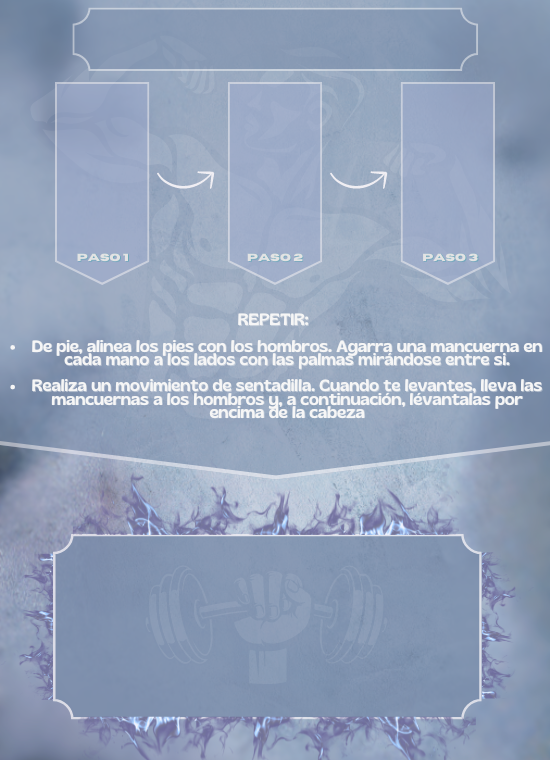 PASO 1
PASO 2
PASO 3
REPETIR:
• De pie, alinea los pies con los hombros. Agarra una mancuerna en
cada mano a los lados con las palmas mirándose entre si.
• Realiza un movimiento de sentadilla. Cuando te levantes, lleva las
mancuernas a los hombros y, a continuación, lévantalas por
encima de la cabeza